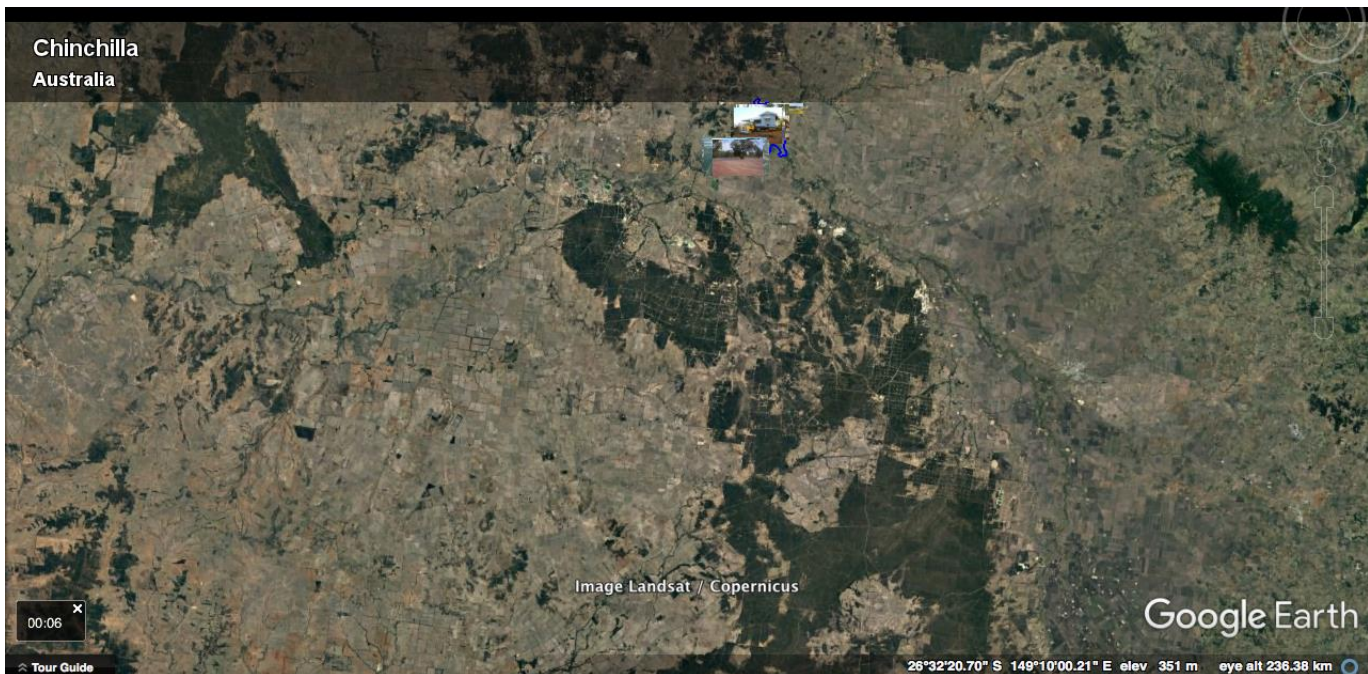 Chinchilla
Australia
Image Landsat / Copernicus
00:06
Google Earth
Tour Guide
26°32'20.70" S 149°10'00.21" E elev 351 m eye alt 236.38 km